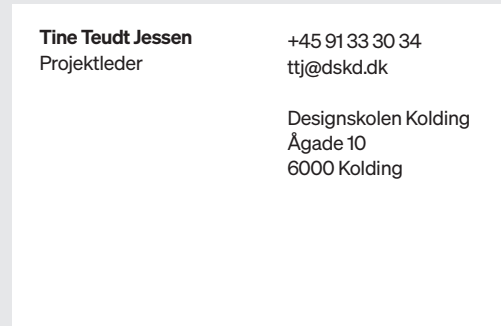 Tine Teudt Jessen
Projektleder
+45 91 33 30 34
ttj@dskd.dk
Designskolen Kolding
Ågade 10
6000 Kolding